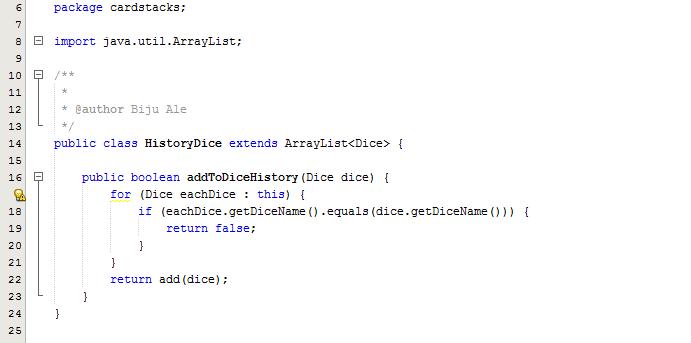 6 package cardstacks;
7
8 import java.util.ArrayList;
9
10 /**
11  *
12  * @author Biju Ale
13  */
14 public class HistoryDice extends ArrayList<Dice> {
15
16     public boolean addToDiceHistory(Dice dice) {
        for (Dice eachDice : this) {
18             if (eachDice.getDiceName().equals(dice.getDiceName())) {
19                 return false;
20             }
21         }
22         return add(dice);
23     }
24 }
25